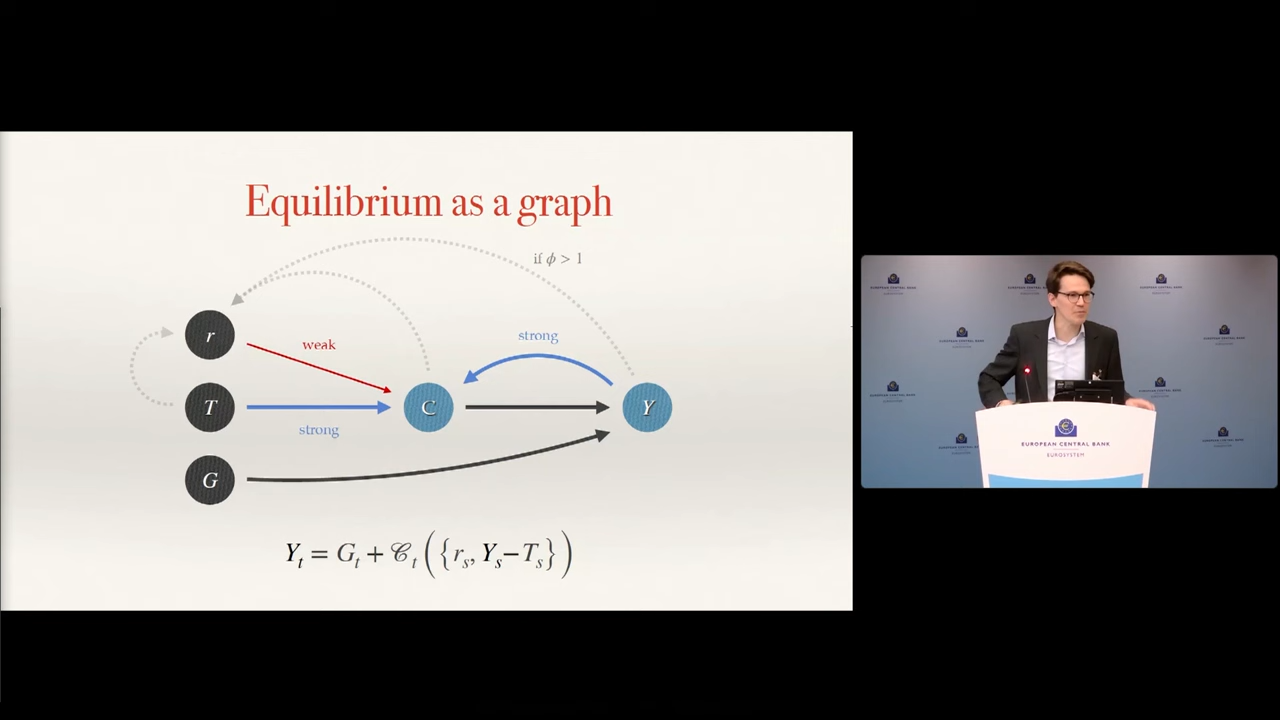 Equilibrium as a graph
if ϕ > 1
r
weak
strong
T
C
Y
strong
G
Y_t = G_t + 𝒞_t ({r_s, Y_s−T_s})
EUROPEAN CENTRAL BANK
EUROSYSTEM